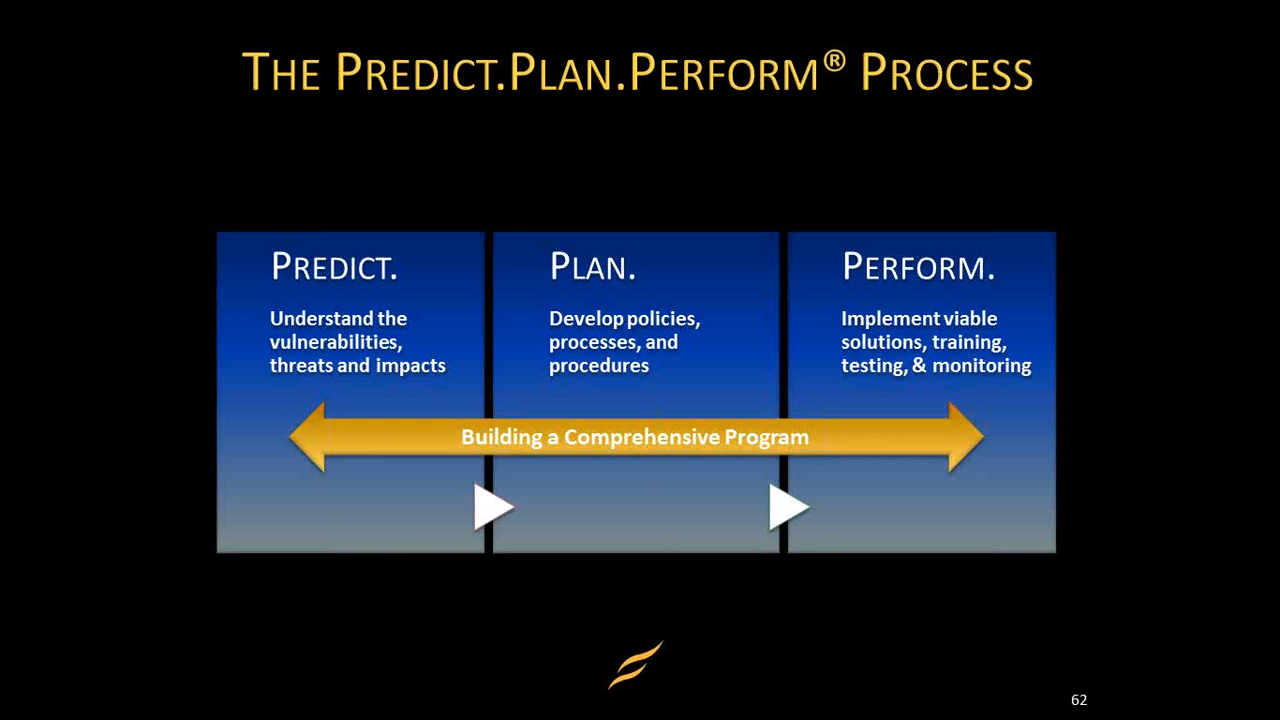 THE PREDICT.PLAN.PERFORM® PROCESS
PREDICT.
Understand the
vulnerabilities,
threats and impacts
PLAN.
Develop policies,
processes, and
procedures
PERFORM.
Implement viable
solutions, training,
testing, & monitoring
Building a Comprehensive Program
62